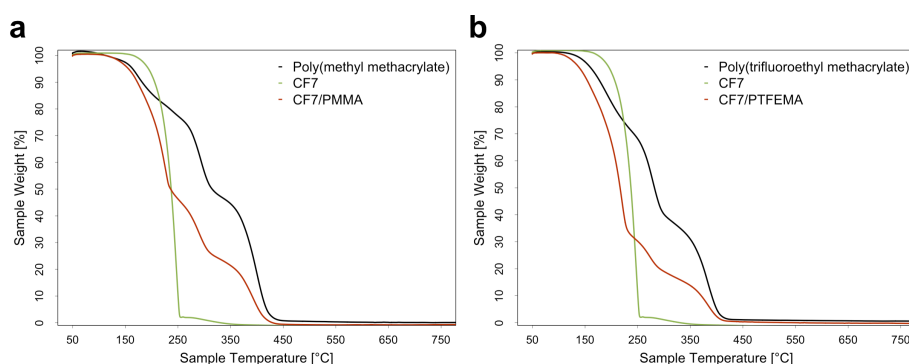 a
Sample Weight [%]
100
90
80
70
60
50
40
30
20
10
0
Poly(methyl methacrylate)
CF7
CF7/PMMA
50 150 250 350 450 550 650 750
Sample Temperature [°C]
b
Sample Weight [%]
100
90
80
70
60
50
40
30
20
10
0
Poly(trifluoroethyl methacrylate)
CF7
CF7/PTFEMA
50 150 250 350 450 550 650 750
Sample Temperature [°C]